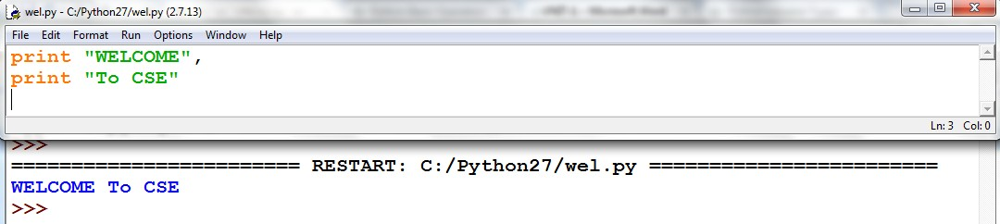 wel.py - C:/Python27/wel.py (2.7.13)
File Edit Format Run Options Window Help
print "WELCOME",
print "To CSE"
Ln: 3 Col: 0
>>>
======================== RESTART: C:/Python27/wel.py ========================
WELCOME To CSE
>>>